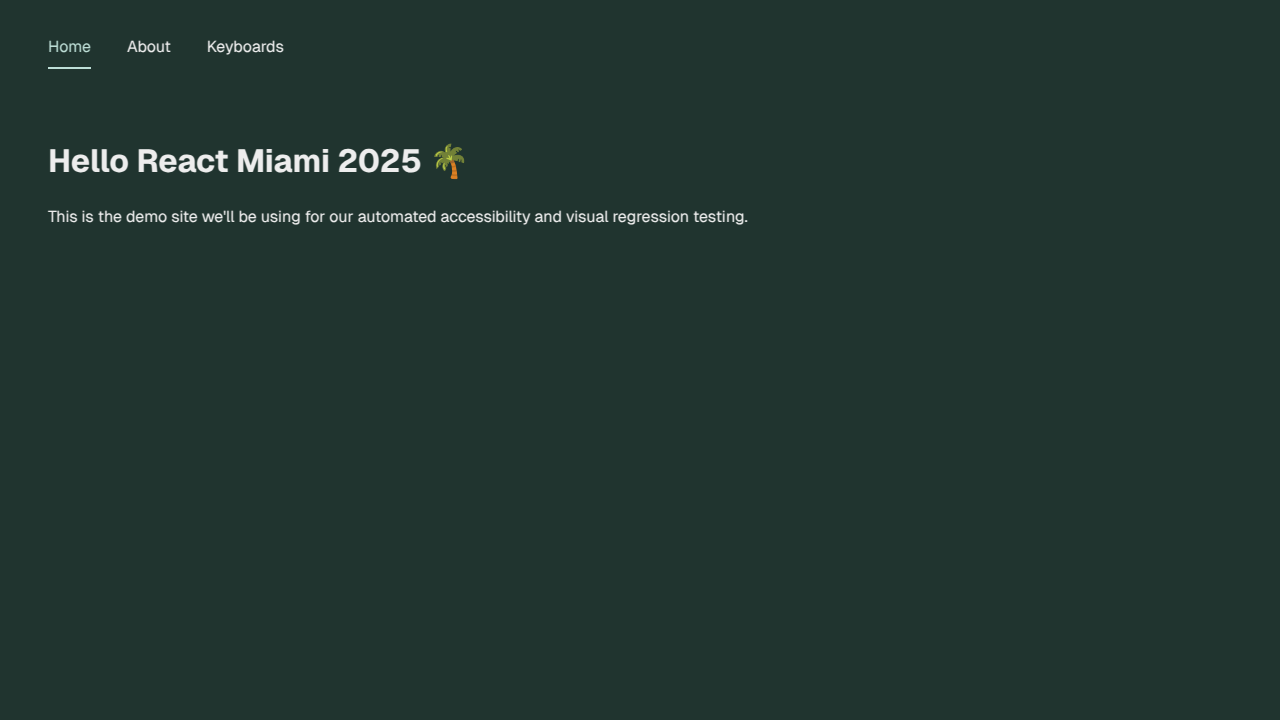 Home About Keyboards
Hello React Miami 2025 🌴
This is the demo site we'll be using for our automated accessibility and visual regression testing.